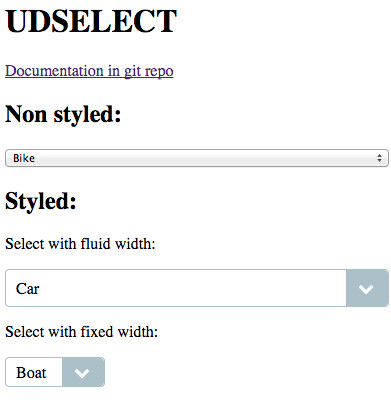 UDSELECT
Documentation in git repo
Non styled:
Bike
Styled:
Select with fluid width:
Car
Select with fixed width:
Boat